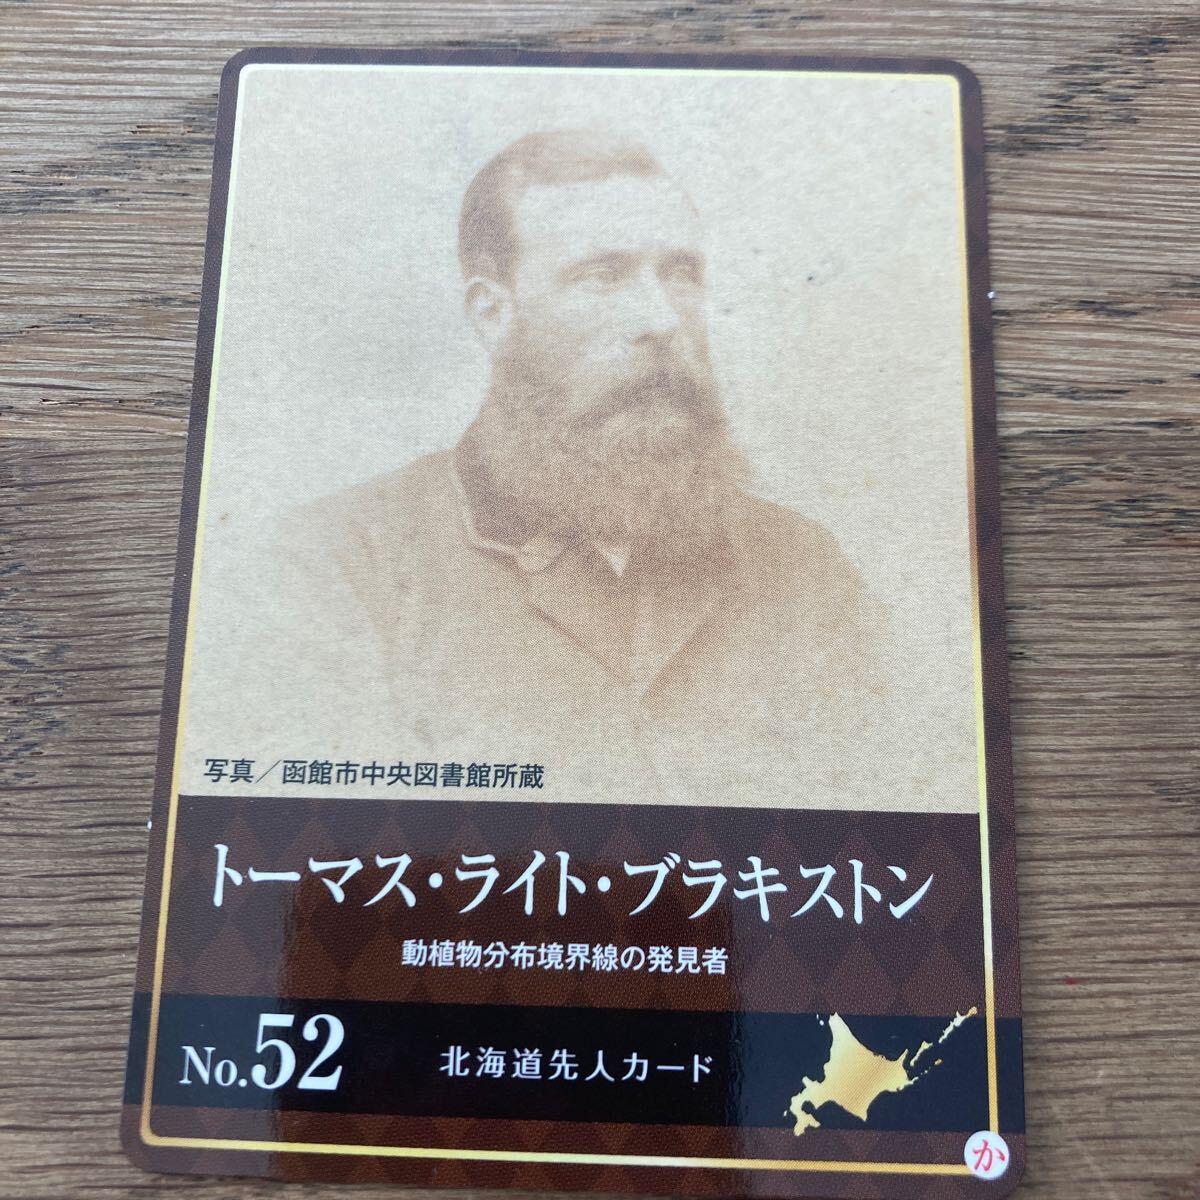 写真／函館市中央図書館所蔵
トーマス・ライト・ブラキストン
動植物分布境界線の発見者
No.52 北海道先人カード
か